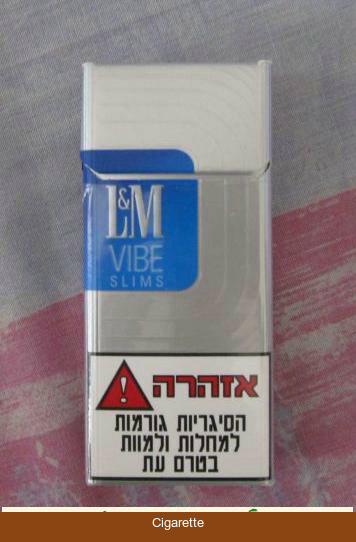 L&M
VIBE
SLIMS
אזהרה
הסיגריות גורמות
למחלות ולמוות
בטרם עת
Cigarette